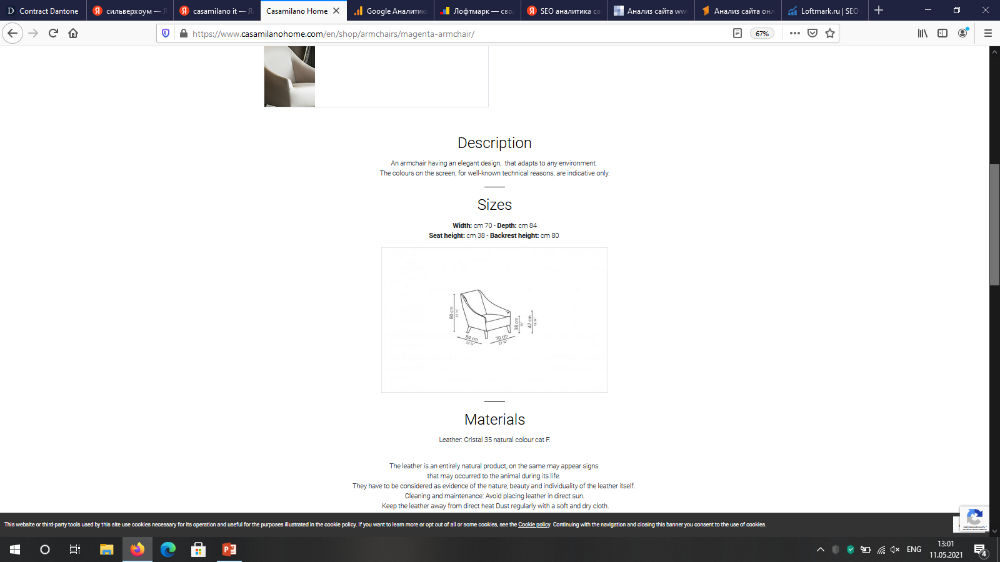 Contract Dantone
сильверхоум — Я
casamilano it — Я
Casamilano Home
Google Аналитика
Лофтмарк — сво
SEO аналитика са
Анализ сайта ww
Анализ сайта онл
Loftmark.ru | SEO
https://www.casamilanohome.com/en/shop/armchairs/magenta-armchair/
67%
Description
An armchair having an elegant design, that adapts to any environment.
The colours on the screen, for well-known technical reasons, are indicative only.
Sizes
Width: cm 70 - Depth: cm 84
Seat height: cm 38 - Backrest height: cm 80
80 cm
31 ½"
84 cm
70 cm
38 cm
15"
47 cm
Materials
Leather: Cristal 35 natural colour cat F.
The leather is an entirely natural product, on the same may appear signs
that may occurred to the animal during its life.
They have to be considered as evidence of the nature, beauty and individuality of the leather itself.
Cleaning and maintenance: Avoid placing leather in direct sun.
Keep the leather away from direct heat Dust regularly with a soft and dry cloth.
This website or third-party tools used by this site use cookies necessary for its operation and useful for the purposes illustrated in the cookie policy. If you want to learn more or opt out of all or some cookies, see the Cookie policy. Continuing with the navigation and closing this banner you consent to the use of cookies.
ENG
13:01
11.05.2021
4